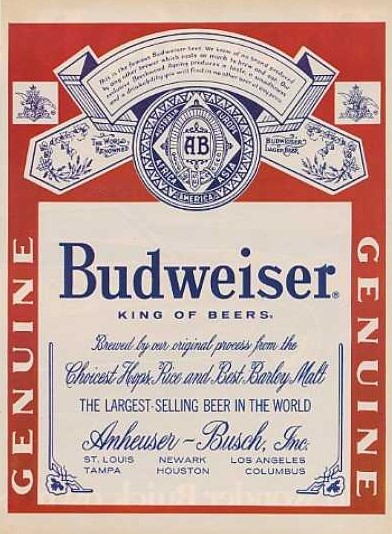 This is the famous Budweiser beer. We know of no brand produced
by any other brewer which costs so much to brew and age. Our
exclusive Beechwood Ageing produces a taste, a smoothness
and a drinkability you will find in no other beer at any price.
AMERICA
EUROPA
AFRICA
ASIA
AB
THE WORLD
RENOWNED
BUDWEISER
LAGER BEER
GENUINE
GENUINE
Budweiser®
KING OF BEERS®
Brewed by our original process from the
Choicest Hops, Rice and Best Barley Malt
THE LARGEST-SELLING BEER IN THE WORLD
Anheuser-Busch, Inc.
ST. LOUIS NEWARK LOS ANGELES
TAMPA HOUSTON COLUMBUS